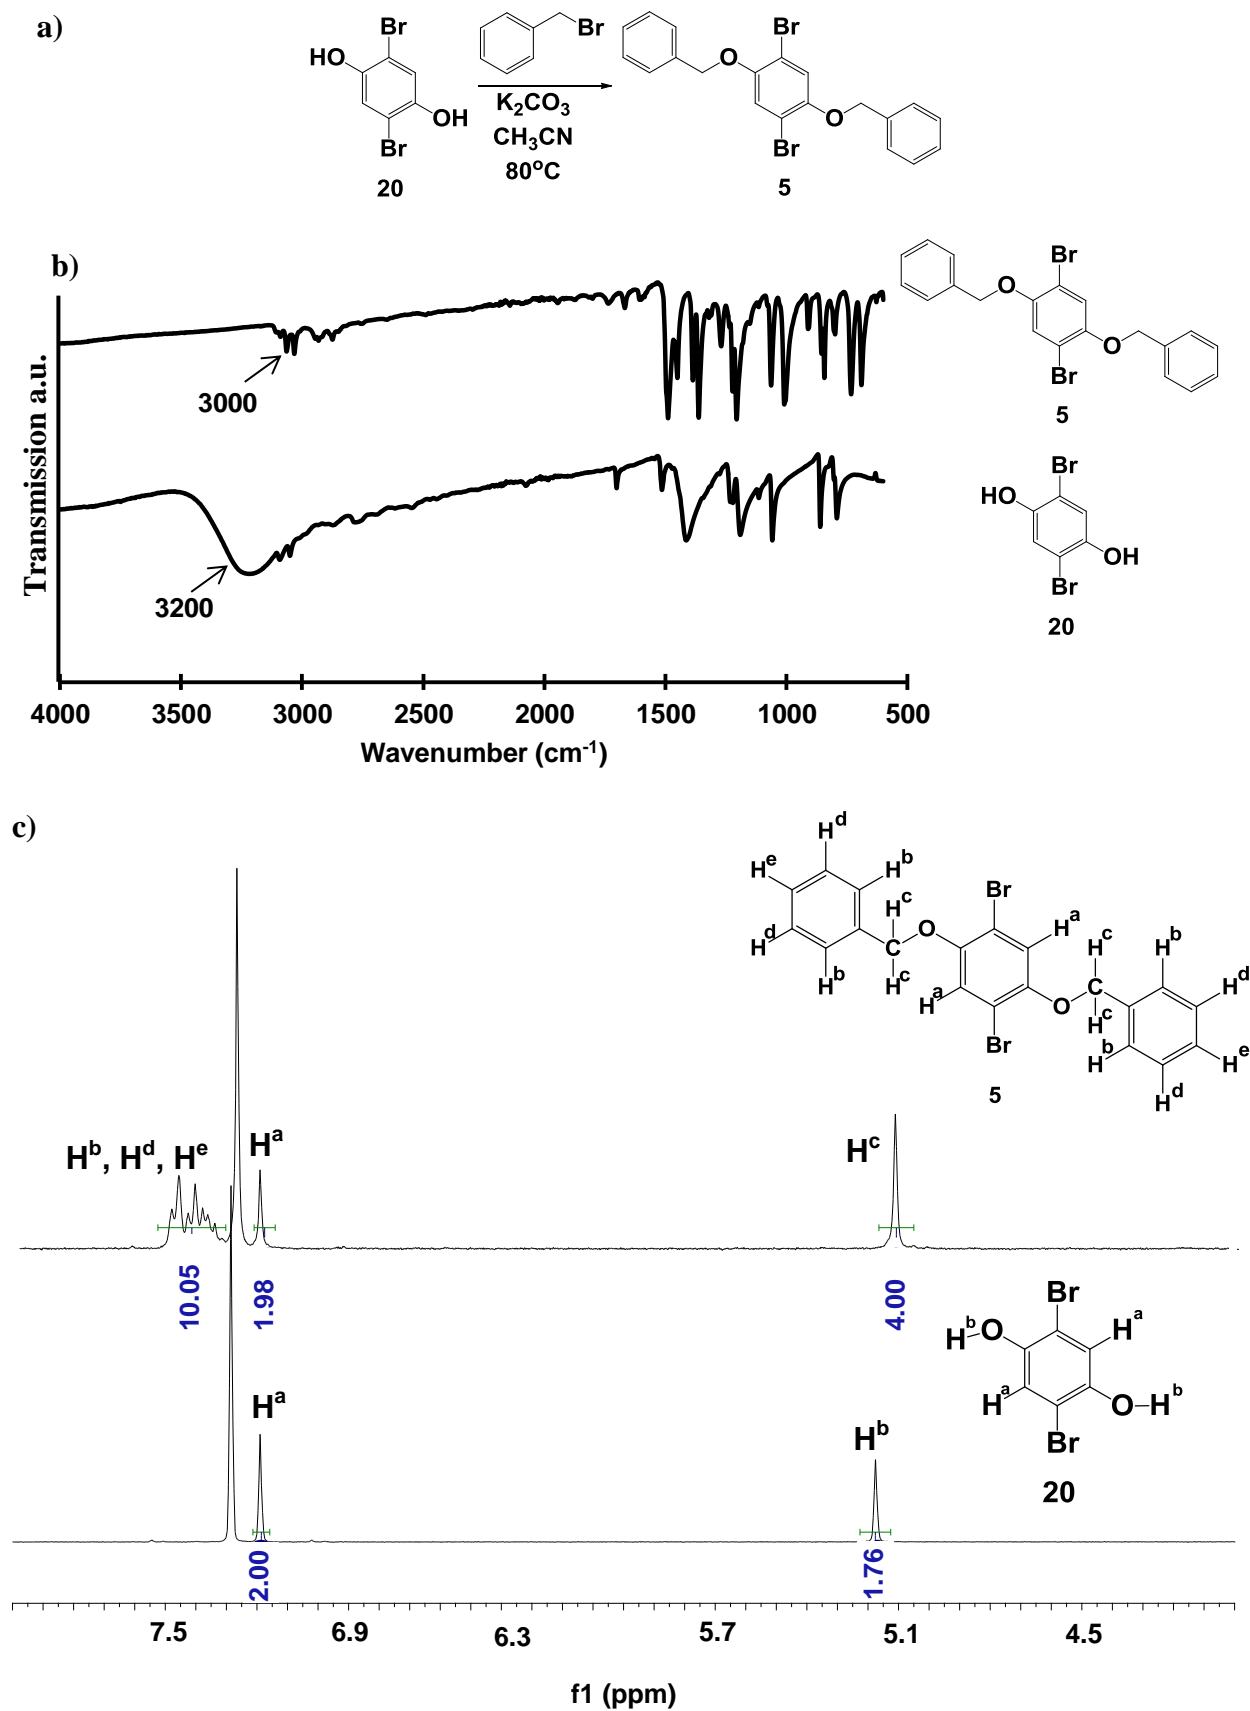 a)
Br
HO
OH
Br
20
Br
K2CO3
CH3CN
80°C
Br
O
O
Br
5
b)
Transmission a.u.
3000
3200
Br
O
O
Br
5
Br
HO
OH
Br
20
4000 3500 3000 2500 2000 1500 1000 500
Wavenumber (cm-1)
c)
Hd
He Hb
Hc Br
Hd O Ha Hc Hb
C C Hd
Hb Hc Ha O Hc
Br Hb He
5 Hd
Hb, Hd, He Ha Hc
10.05 1.98 4.00
Br
Hb O Ha
Ha O H b
Br
20
Ha Hb
2.00 1.76
7.5 6.9 6.3 5.7 5.1 4.5
f1 (ppm)